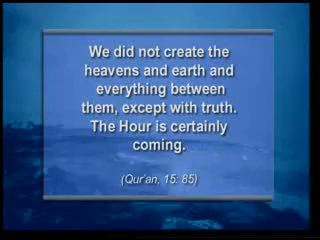 We did not create the
heavens and earth and
everything between
them, except with truth.
The Hour is certainly
coming.
(Qur'an, 15: 85)